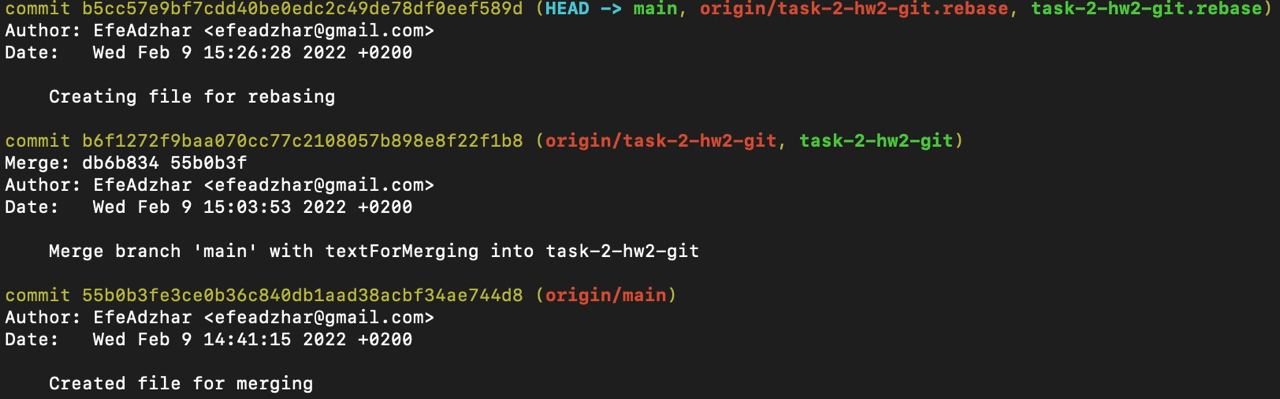 commit b5cc57e9bf7cdd40be0edc2c49de78df0eef589d (HEAD -> main, origin/task-2-hw2-git.rebase, task-2-hw2-git.rebase)
Author: EfeAdzhar <efeadzhar@gmail.com>
Date:   Wed Feb 9 15:26:28 2022 +0200
    Creating file for rebasing
commit b6f1272f9baa070cc77c2108057b898e8f22f1b8 (origin/task-2-hw2-git, task-2-hw2-git)
Merge: db6b834 55b0b3f
Author: EfeAdzhar <efeadzhar@gmail.com>
Date:   Wed Feb 9 15:03:53 2022 +0200
    Merge branch 'main' with textForMerging into task-2-hw2-git
commit 55b0b3fe3ce0b36c840db1aad38acbf34ae744d8 (origin/main)
Author: EfeAdzhar <efeadzhar@gmail.com>
Date:   Wed Feb 9 14:41:15 2022 +0200
    Created file for merging